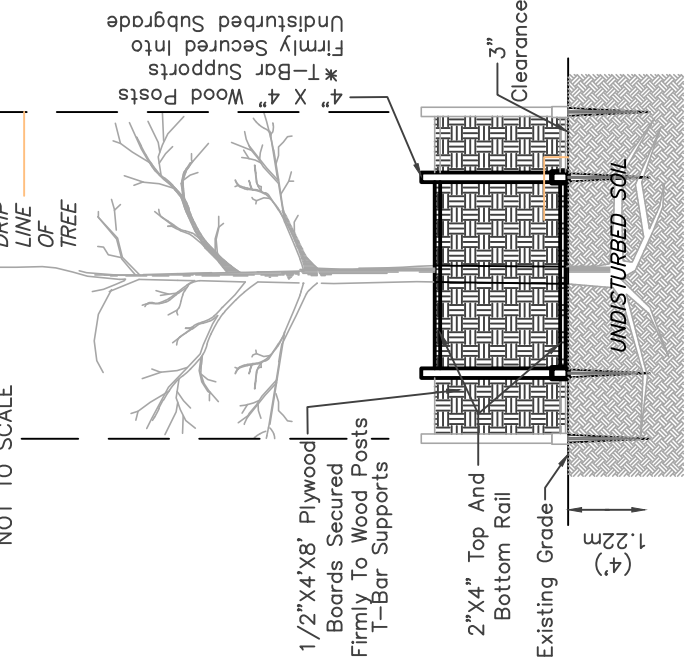 NOT TO SCALE
DRIP
LINE
OF
TREE
4" X 4" Wood Posts
*T-Bar Supports
Firmly Secured Into
Undisturbed Subgrade
3"
Clearance
1/2"X4'X8' Plywood
Boards Secured
Firmly To Wood Posts
T-Bar Supports
2"X4" Top And
Bottom Rail
Existing Grade
UNDISTURBED SOIL
(4')
1.22m